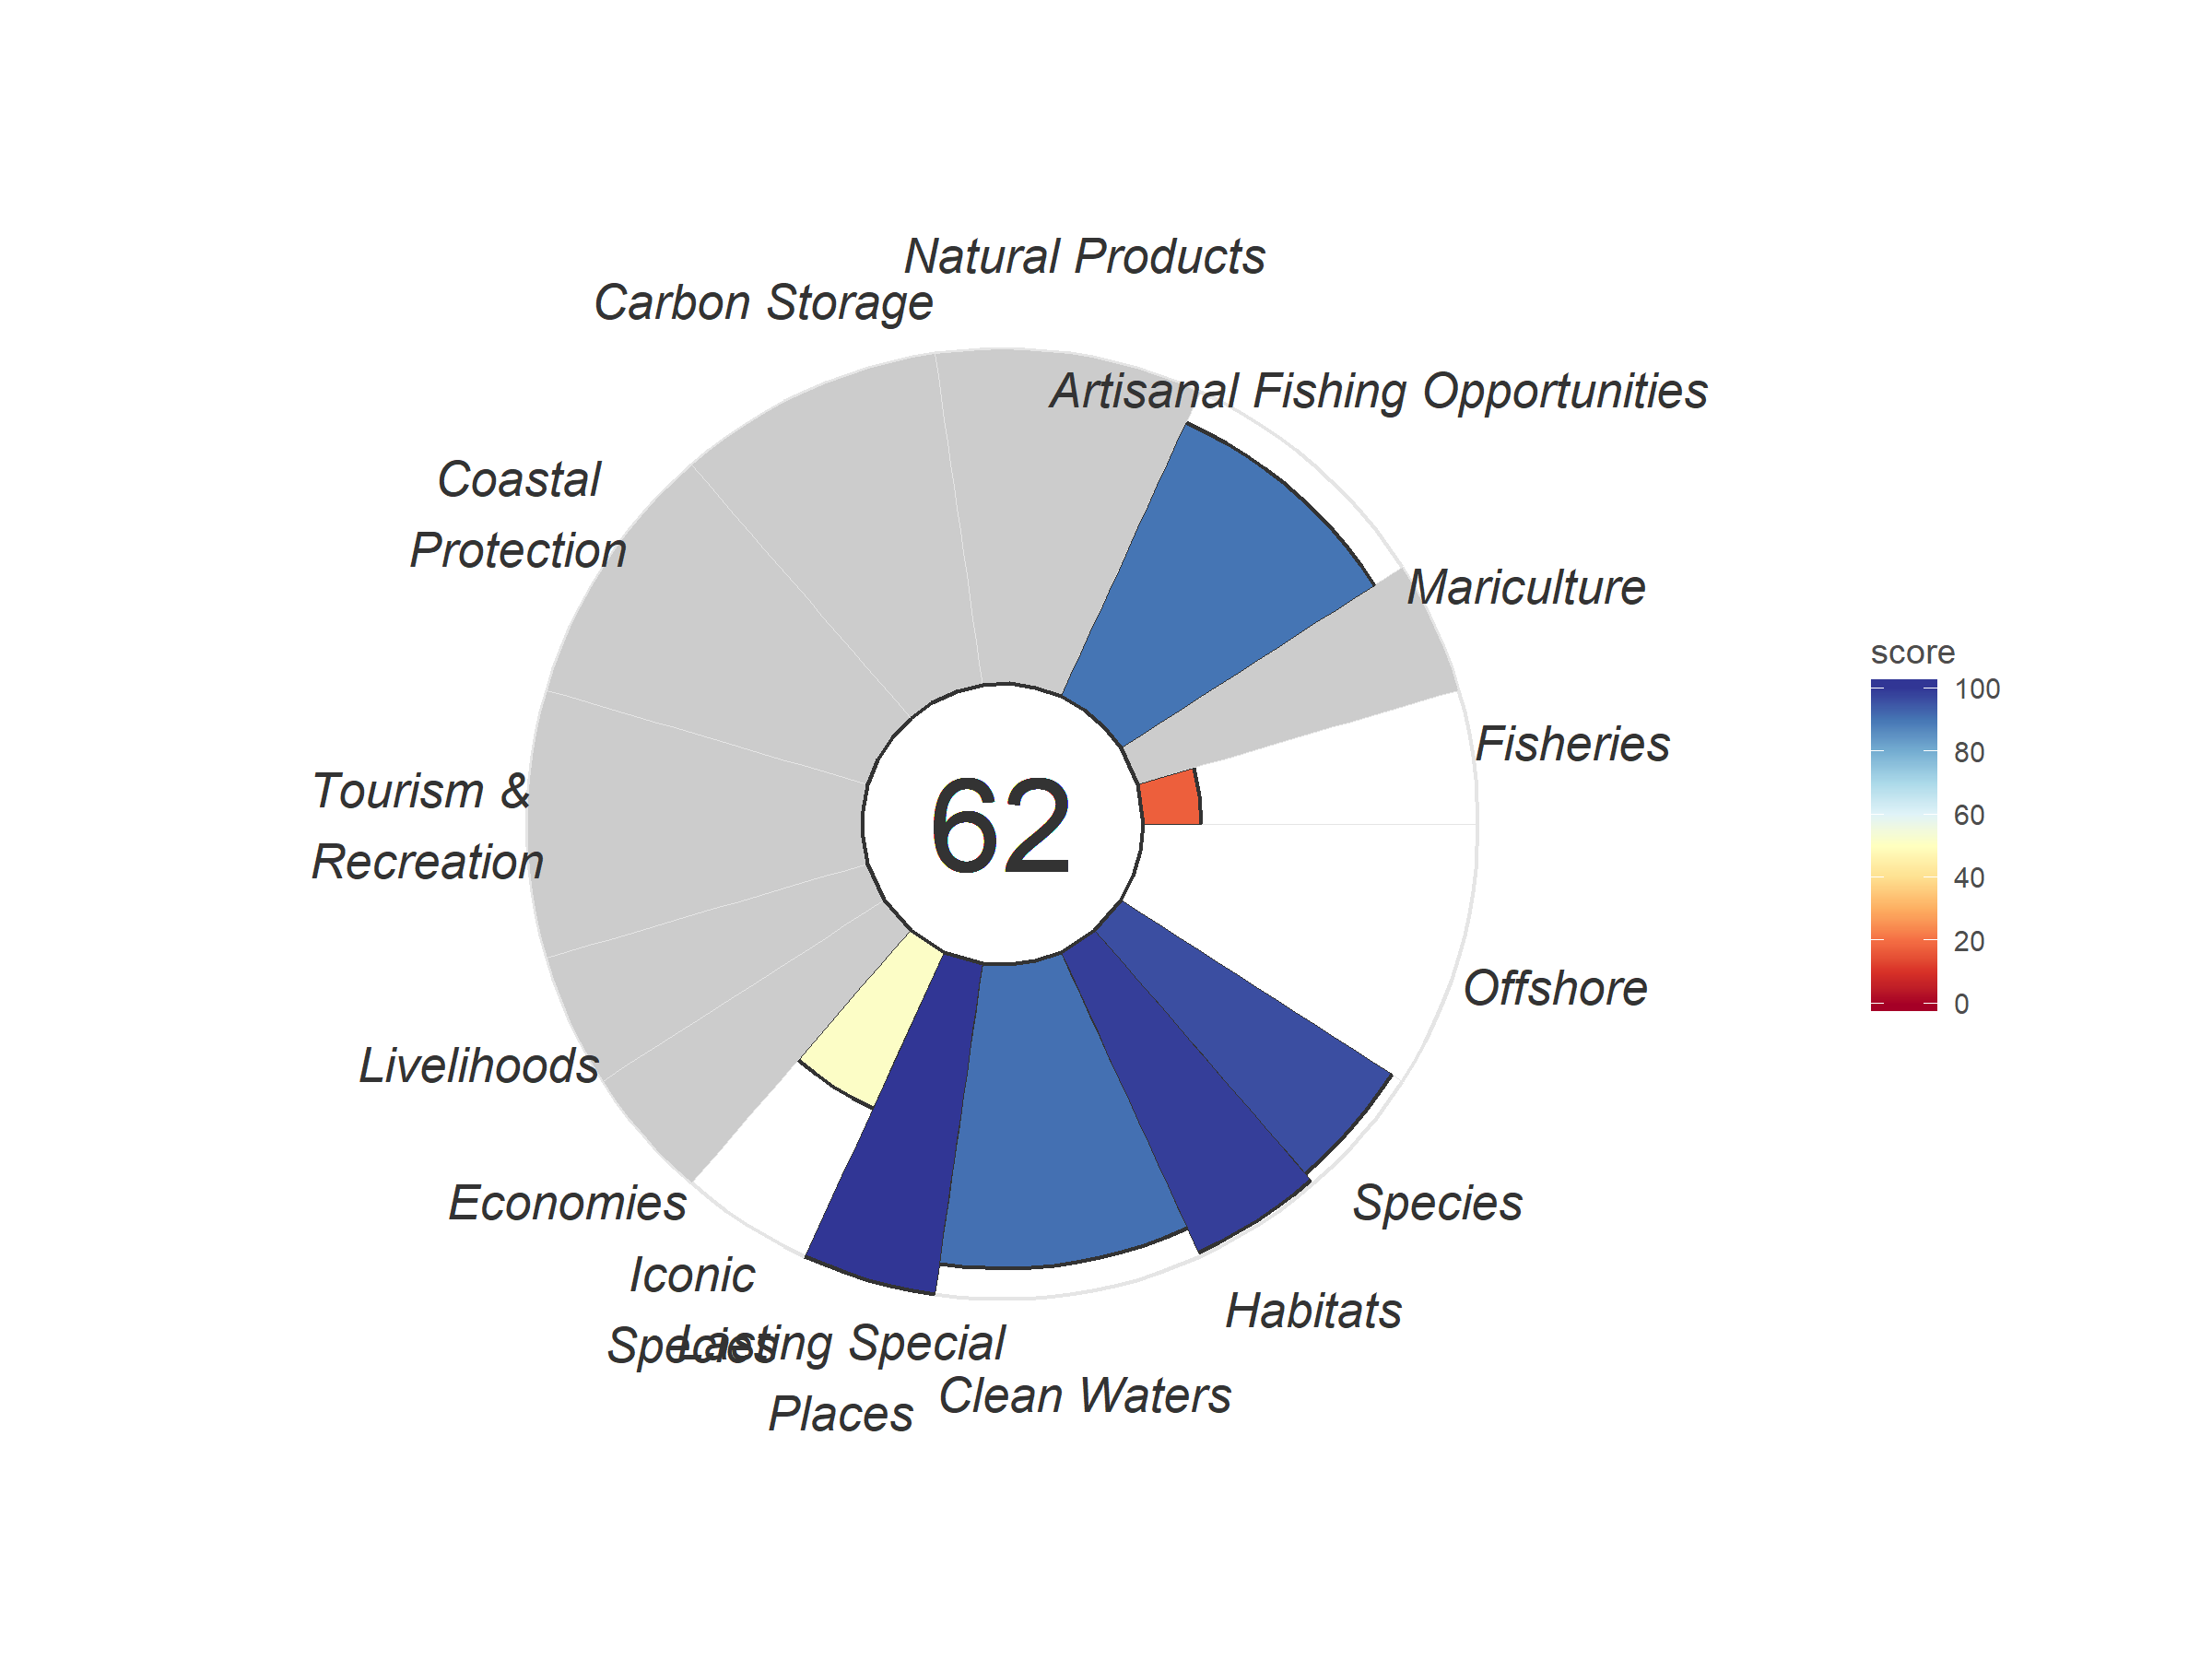 Natural Products
Carbon Storage
Artisanal Fishing Opportunities
Coastal
Protection
Mariculture
Fisheries
Tourism &
Recreation
62
Offshore
Livelihoods
Species
Economies
Habitats
Iconic
Species
Lasting Special
Places
Clean Waters
score
100
80
60
40
20
0